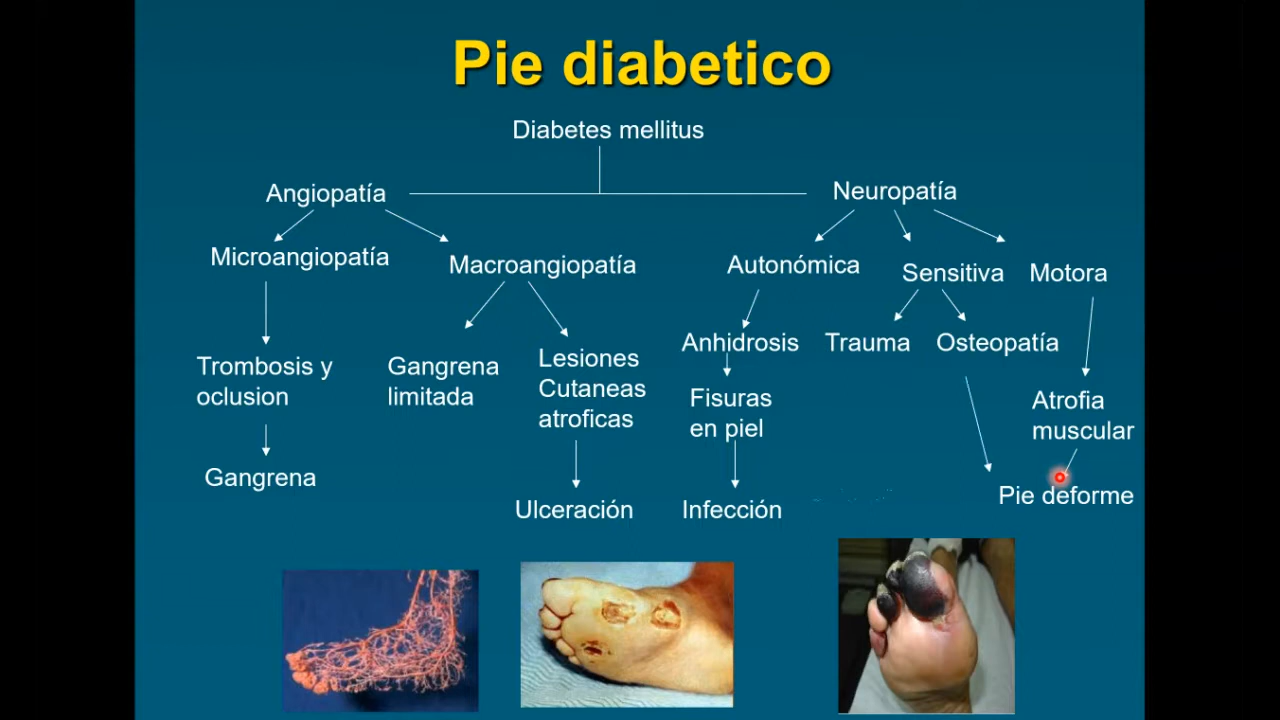 Pie diabetico
Diabetes mellitus
Angiopatía
Neuropatía
Microangiopatía
Macroangiopatía
Autonómica
Sensitiva
Motora
Anhidrosis
Trauma
Osteopatía
Trombosis y
oclusion
Gangrena
limitada
Lesiones
Cutaneas
atroficas
Fisuras
en piel
Atrofia
muscular
Gangrena
Ulceración
Infección
Pie deforme